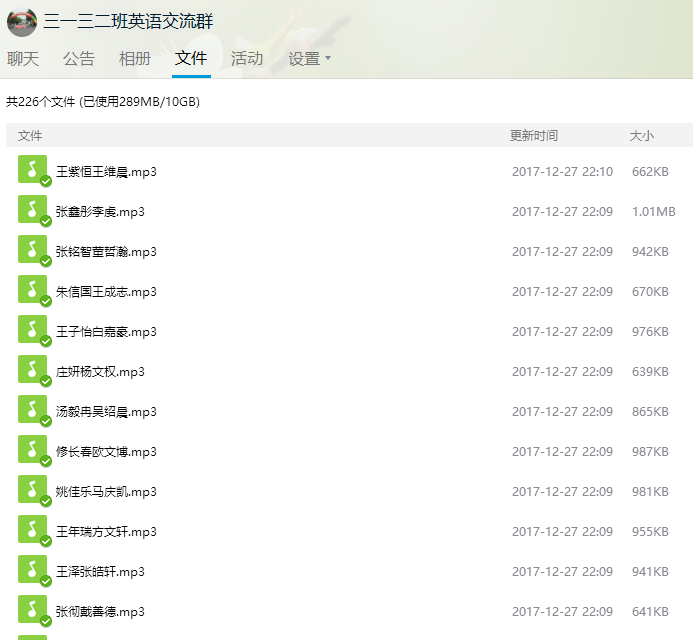 三一三二班英语交流群
聊天 公告 相册 文件 活动 设置
共226个文件 (已使用289MB/10GB)
文件 更新时间 大小
王紫恒王维晨.mp3 2017-12-27 22:10 662KB
张鑫彤李虔.mp3 2017-12-27 22:09 1.01MB
张铭智董哲瀚.mp3 2017-12-27 22:09 942KB
朱信国王成志.mp3 2017-12-27 22:09 670KB
王子怡白嘉豪.mp3 2017-12-27 22:09 976KB
庄妍杨文权.mp3 2017-12-27 22:09 639KB
汤毅冉吴绍晨.mp3 2017-12-27 22:09 865KB
修长春欧文博.mp3 2017-12-27 22:09 987KB
姚佳乐马庆凯.mp3 2017-12-27 22:09 981KB
王年瑞方文轩.mp3 2017-12-27 22:09 955KB
王泽张皓轩.mp3 2017-12-27 22:09 941KB
张彻戴善德.mp3 2017-12-27 22:09 641KB